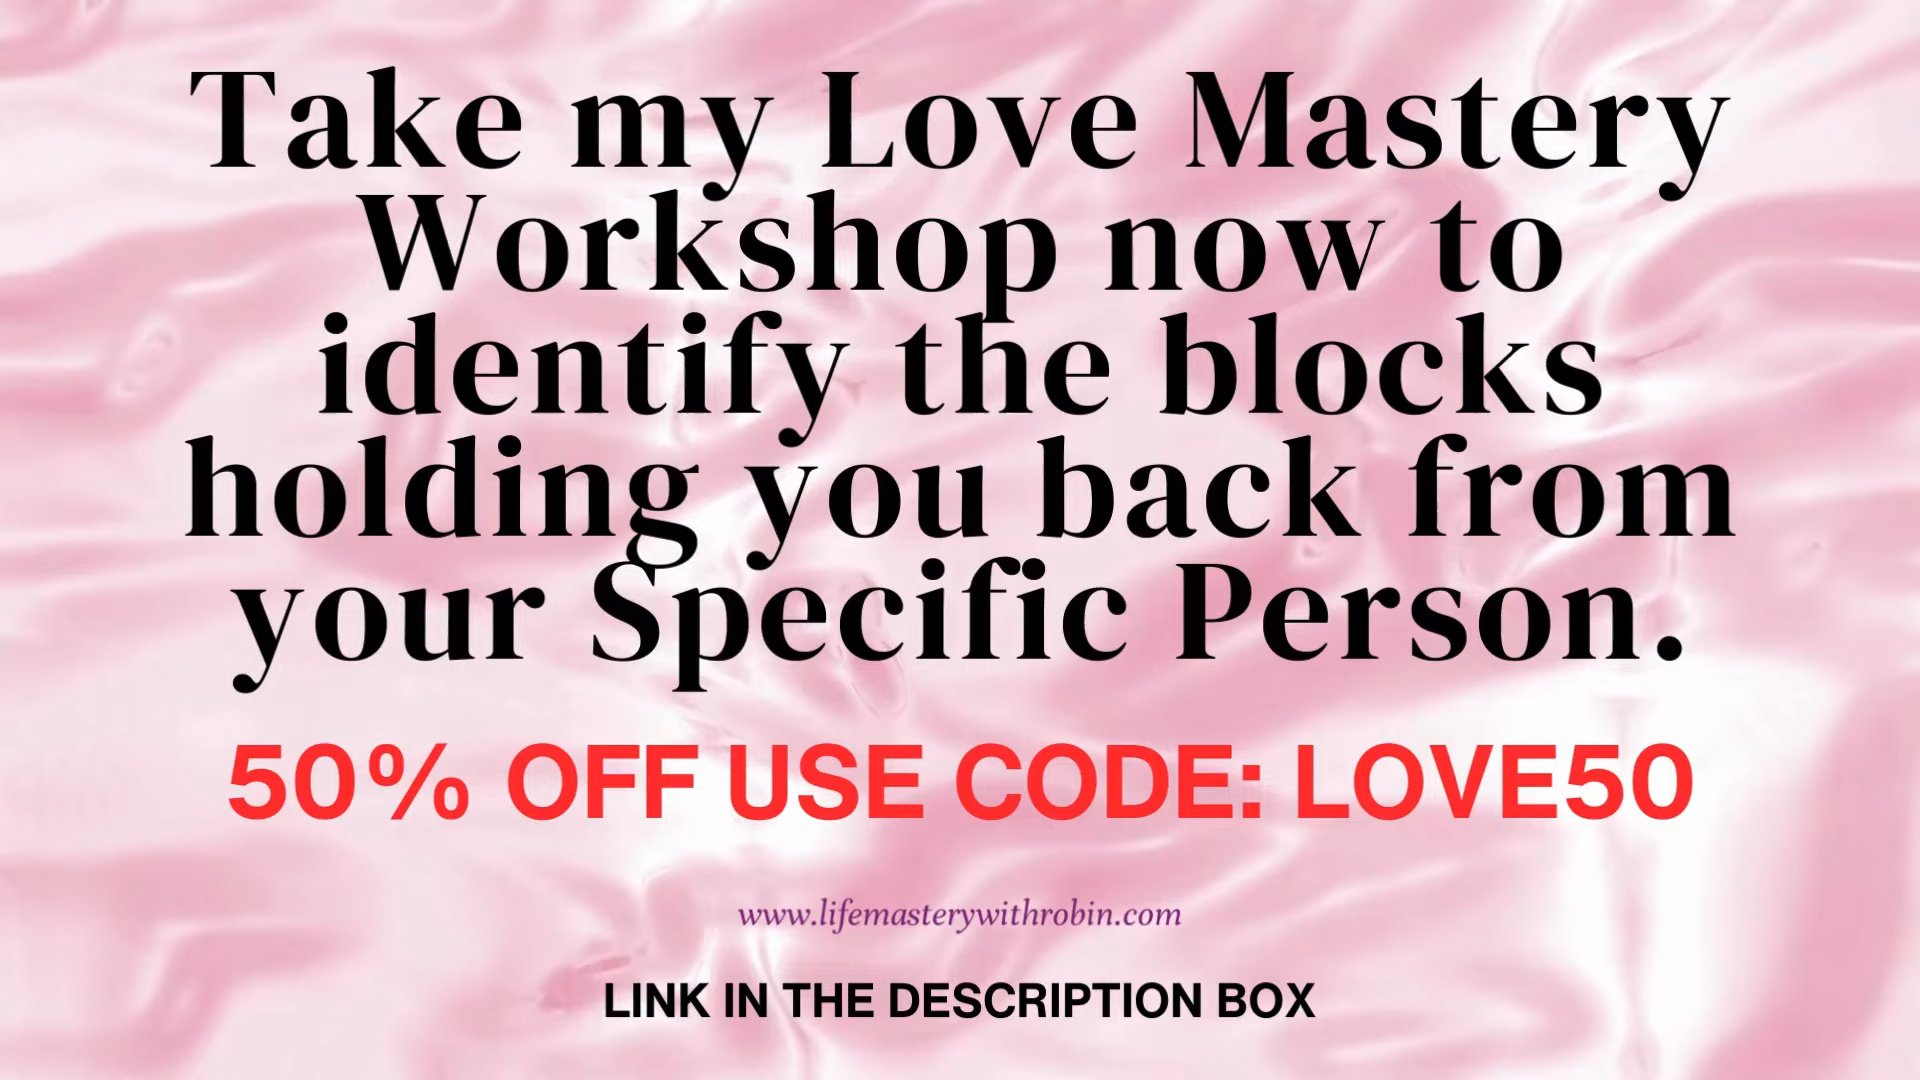 Take my Love Mastery
Workshop now to
identify the blocks
holding you back from
your Specific Person.
50% OFF USE CODE: LOVE50
www.lifemasterywithrobin.com
LINK IN THE DESCRIPTION BOX